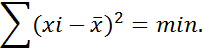 ∑(xi − x̄)² = min.